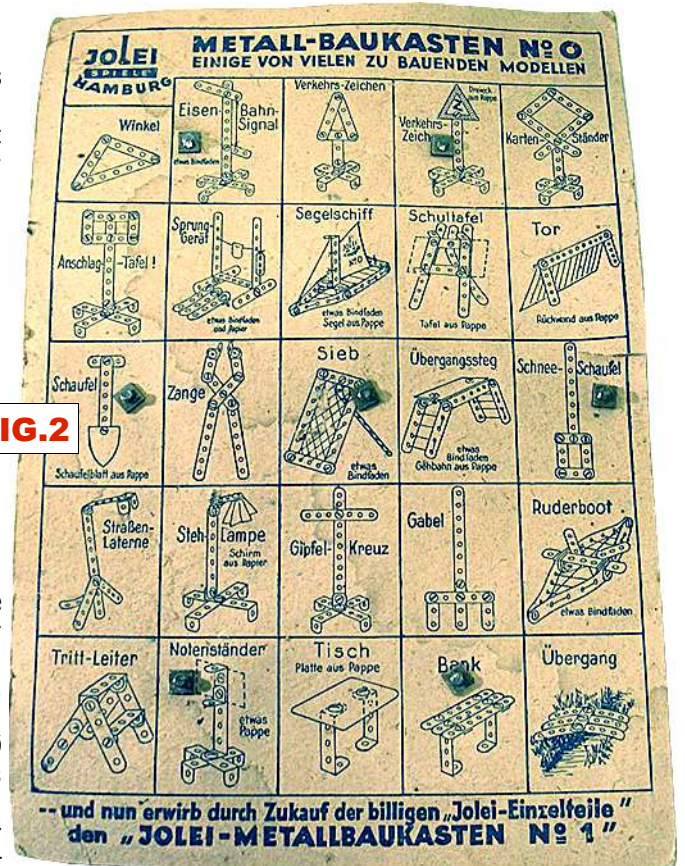 JOLEI
SPIELE
HAMBURG
METALL-BAUKASTEN Nº 0
EINIGE VON VIELEN ZU BAUENDEN MODELLEN
Winkel
Eisen- Bahn-
Signal
etwas Bindfaden
Verkehrs-Zeichen
Dreieck
aus Pappe
Verkehrs-
Zeich
Karten- Ständer
Anschlag- -Tafel!
Sprung-
Gerät
etwas Bindfaden
und Papier
Segelschiff
etwas Bindfaden
Segel aus Pappe
Schultafel
Tafel aus Pappe
Tor
Rückwand aus Pappe
Schaufel
Schaufelblatt aus Pappe
Zange
Sieb
etwas
Bindfaden
Übergangssteg
etwas
Bindfaden
Gehbahn aus Pappe
Schnee- Schaufel
IG.2
Straßen-
Laterne
Steh- Lampe
Schirm
aus Papier
Gipfel- Kreuz
Gabel
Ruderboot
etwas Bindfaden
Tritt-Leiter
Notenständer
etwas
Pappe
Tisch
Platte aus Pappe
Bank
Übergang
-- und nun erwirb durch Zukauf der billigen „Jolei-Einzelteile"
den „JOLEI-METALLBAUKASTEN Nº 1"